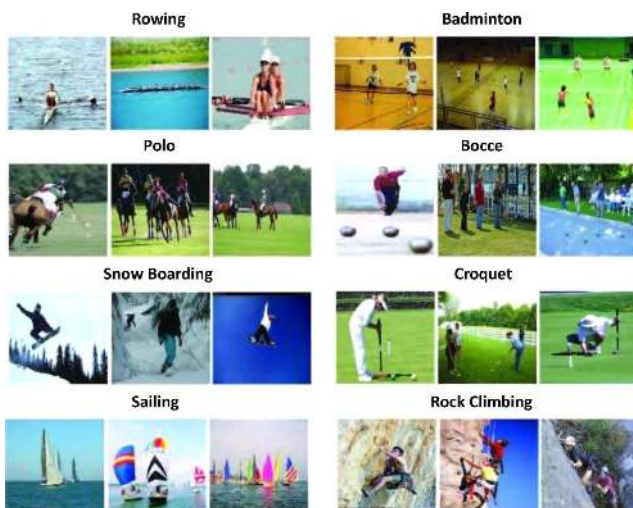 Rowing
Badminton
Polo
Bocce
Snow Boarding
Croquet
Sailing
Rock Climbing